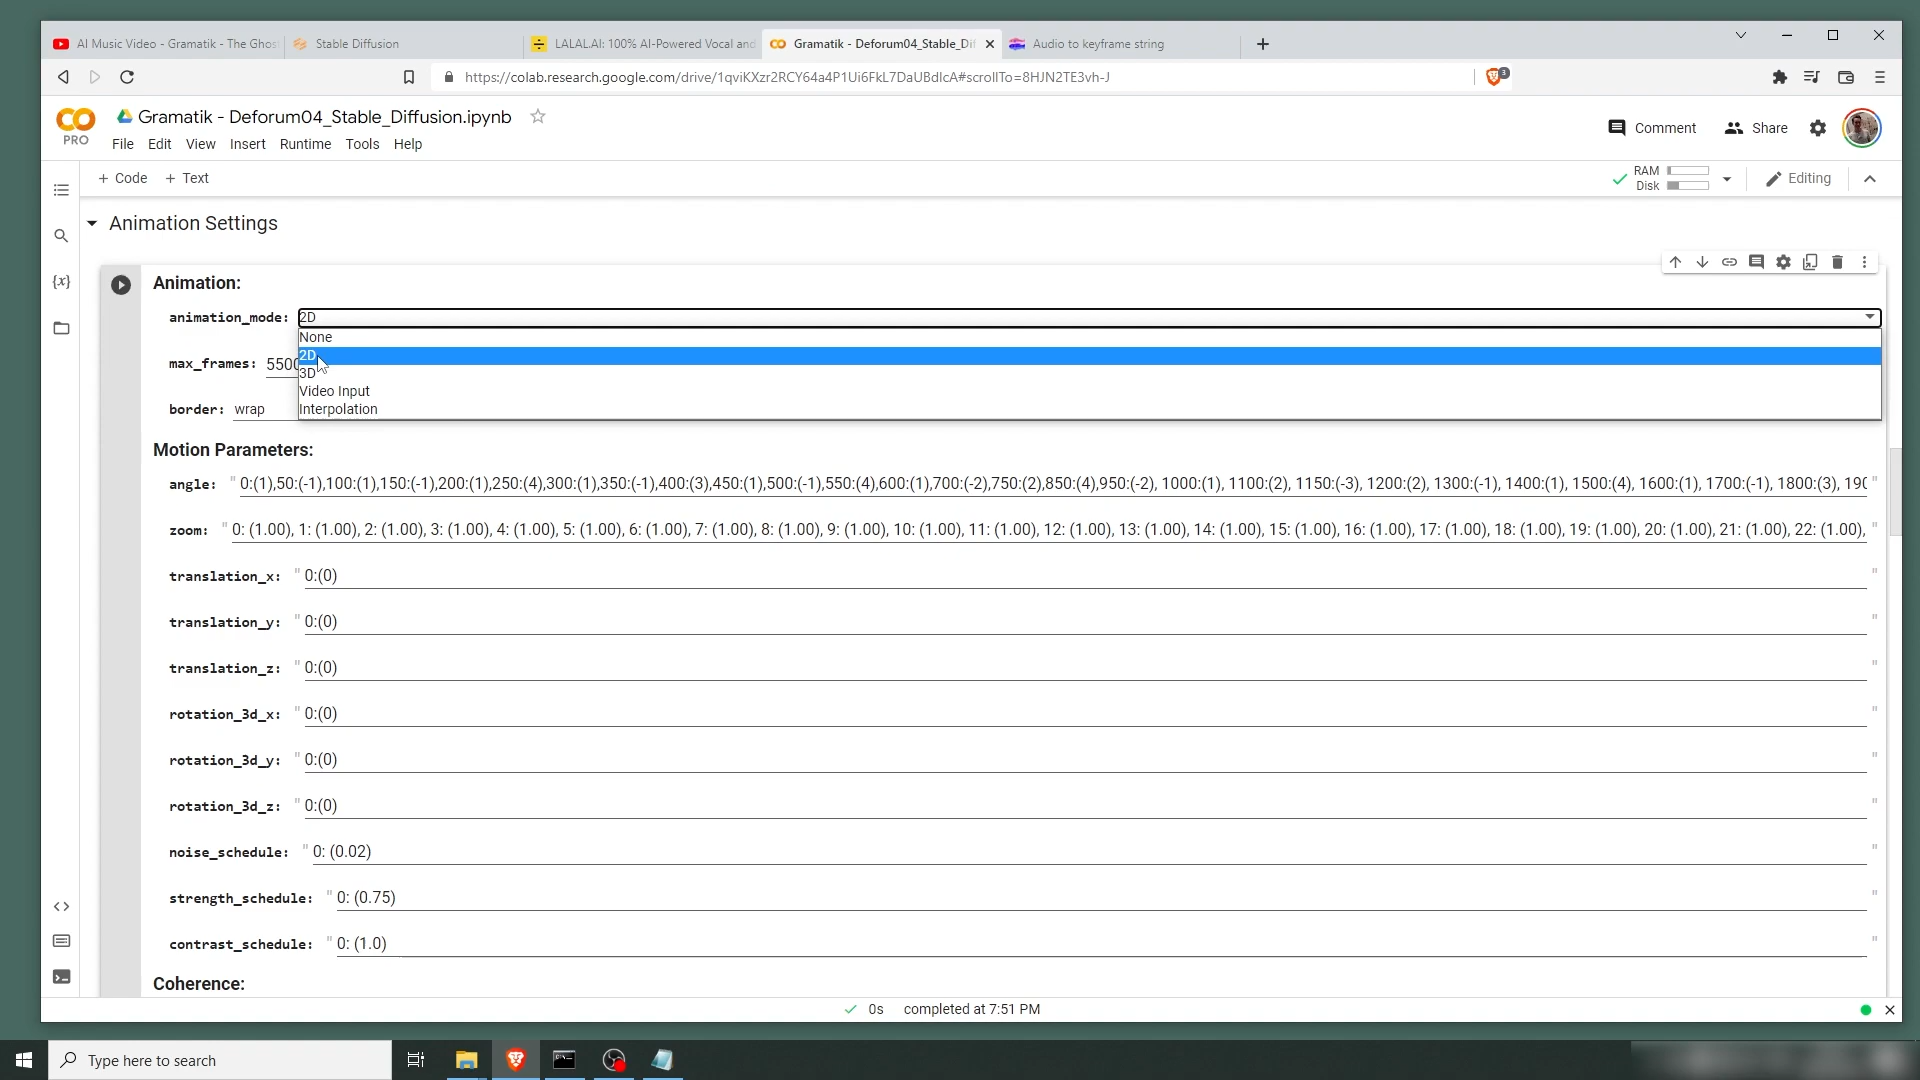 AI Music Video - Gramatik - The Ghos
Stable Diffusion
LALAL.AI: 100% AI-Powered Vocal and
Gramatik - Deforum04_Stable_Dif
Audio to keyframe string
https://colab.research.google.com/drive/1qviKXzr2RCY64a4P1Ui6FkL7DaUBdlcA#scrollTo=8HJN2TE3vh-J
3
PRO
Gramatik - Deforum04_Stable_Diffusion.ipynb
File Edit View Insert Runtime Tools Help
Comment
Share
+ Code + Text
RAM
Disk
Editing
{x}
Animation Settings
Animation:
animation_mode: 2D
None
2D
3D
Video Input
Interpolation
max_frames: 5500
border: wrap
Motion Parameters:
angle: " 0:(1),50:(-1),100:(1),150:(-1),200:(1),250:(4),300:(1),350:(-1),400:(3),450:(1),500:(-1),550:(4),600:(1),700:(-2),750:(2),850:(4),950:(-2), 1000:(1), 1100:(2), 1150:(-3), 1200:(2), 1300:(-1), 1400:(1), 1500:(4), 1600:(1), 1700:(-1), 1800:(3), 190 "
zoom: " 0: (1.00), 1: (1.00), 2: (1.00), 3: (1.00), 4: (1.00), 5: (1.00), 6: (1.00), 7: (1.00), 8: (1.00), 9: (1.00), 10: (1.00), 11: (1.00), 12: (1.00), 13: (1.00), 14: (1.00), 15: (1.00), 16: (1.00), 17: (1.00), 18: (1.00), 19: (1.00), 20: (1.00), 21: (1.00), 22: (1.00), "
translation_x: " 0:(0) "
translation_y: " 0:(0) "
translation_z: " 0:(0) "
rotation_3d_x: " 0:(0) "
rotation_3d_y: " 0:(0) "
rotation_3d_z: " 0:(0) "
noise_schedule: " 0: (0.02) "
strength_schedule: " 0: (0.75) "
contrast_schedule: " 0: (1.0) "
Coherence:
0s completed at 7:51 PM
Type here to search